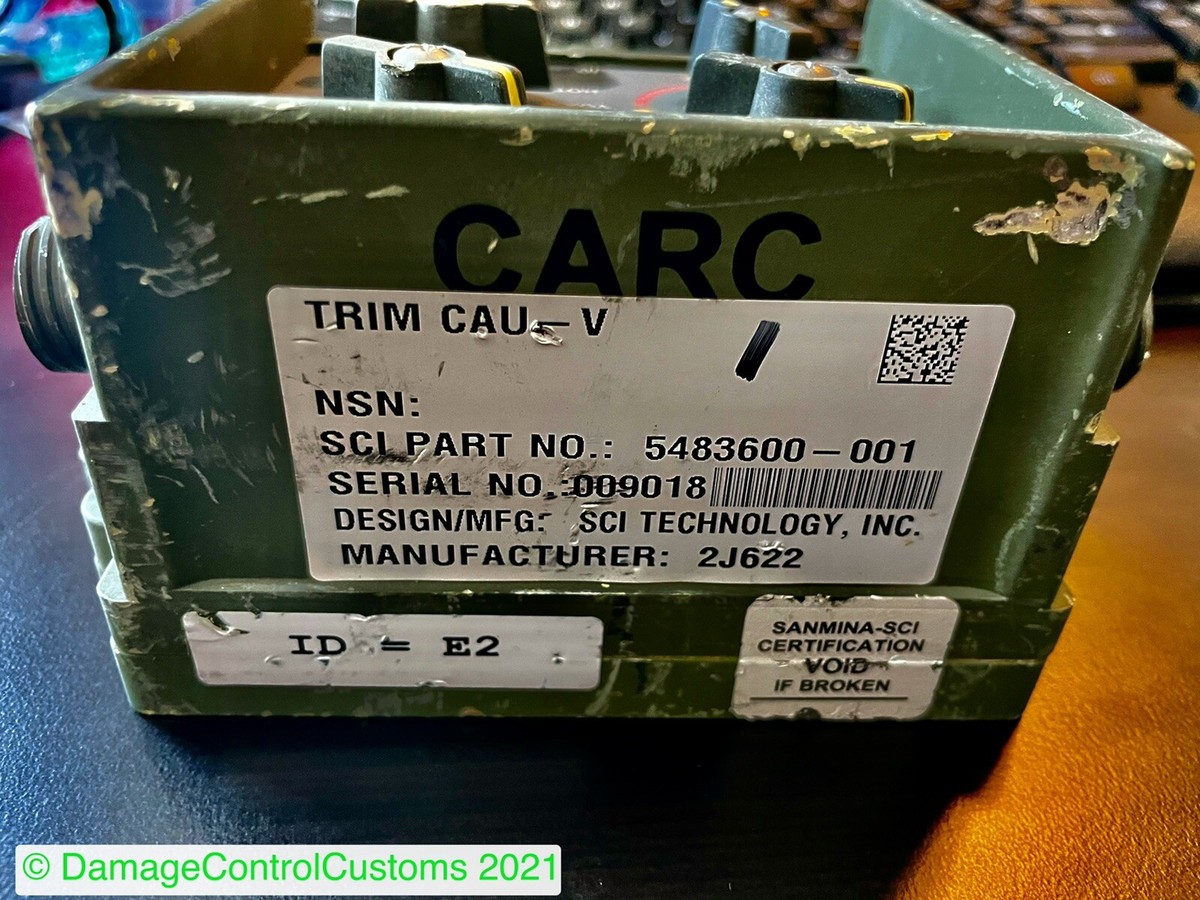 CARC
TRIM CAU-V
NSN:
SCI PART NO.: 5483600-001
SERIAL NO.:009018
DESIGN/MFG: SCI TECHNOLOGY, INC.
MANUFACTURER: 2J622
ID = E2
SANMINA-SCI
CERTIFICATION
VOID
IF BROKEN
© DamageControlCustoms 2021